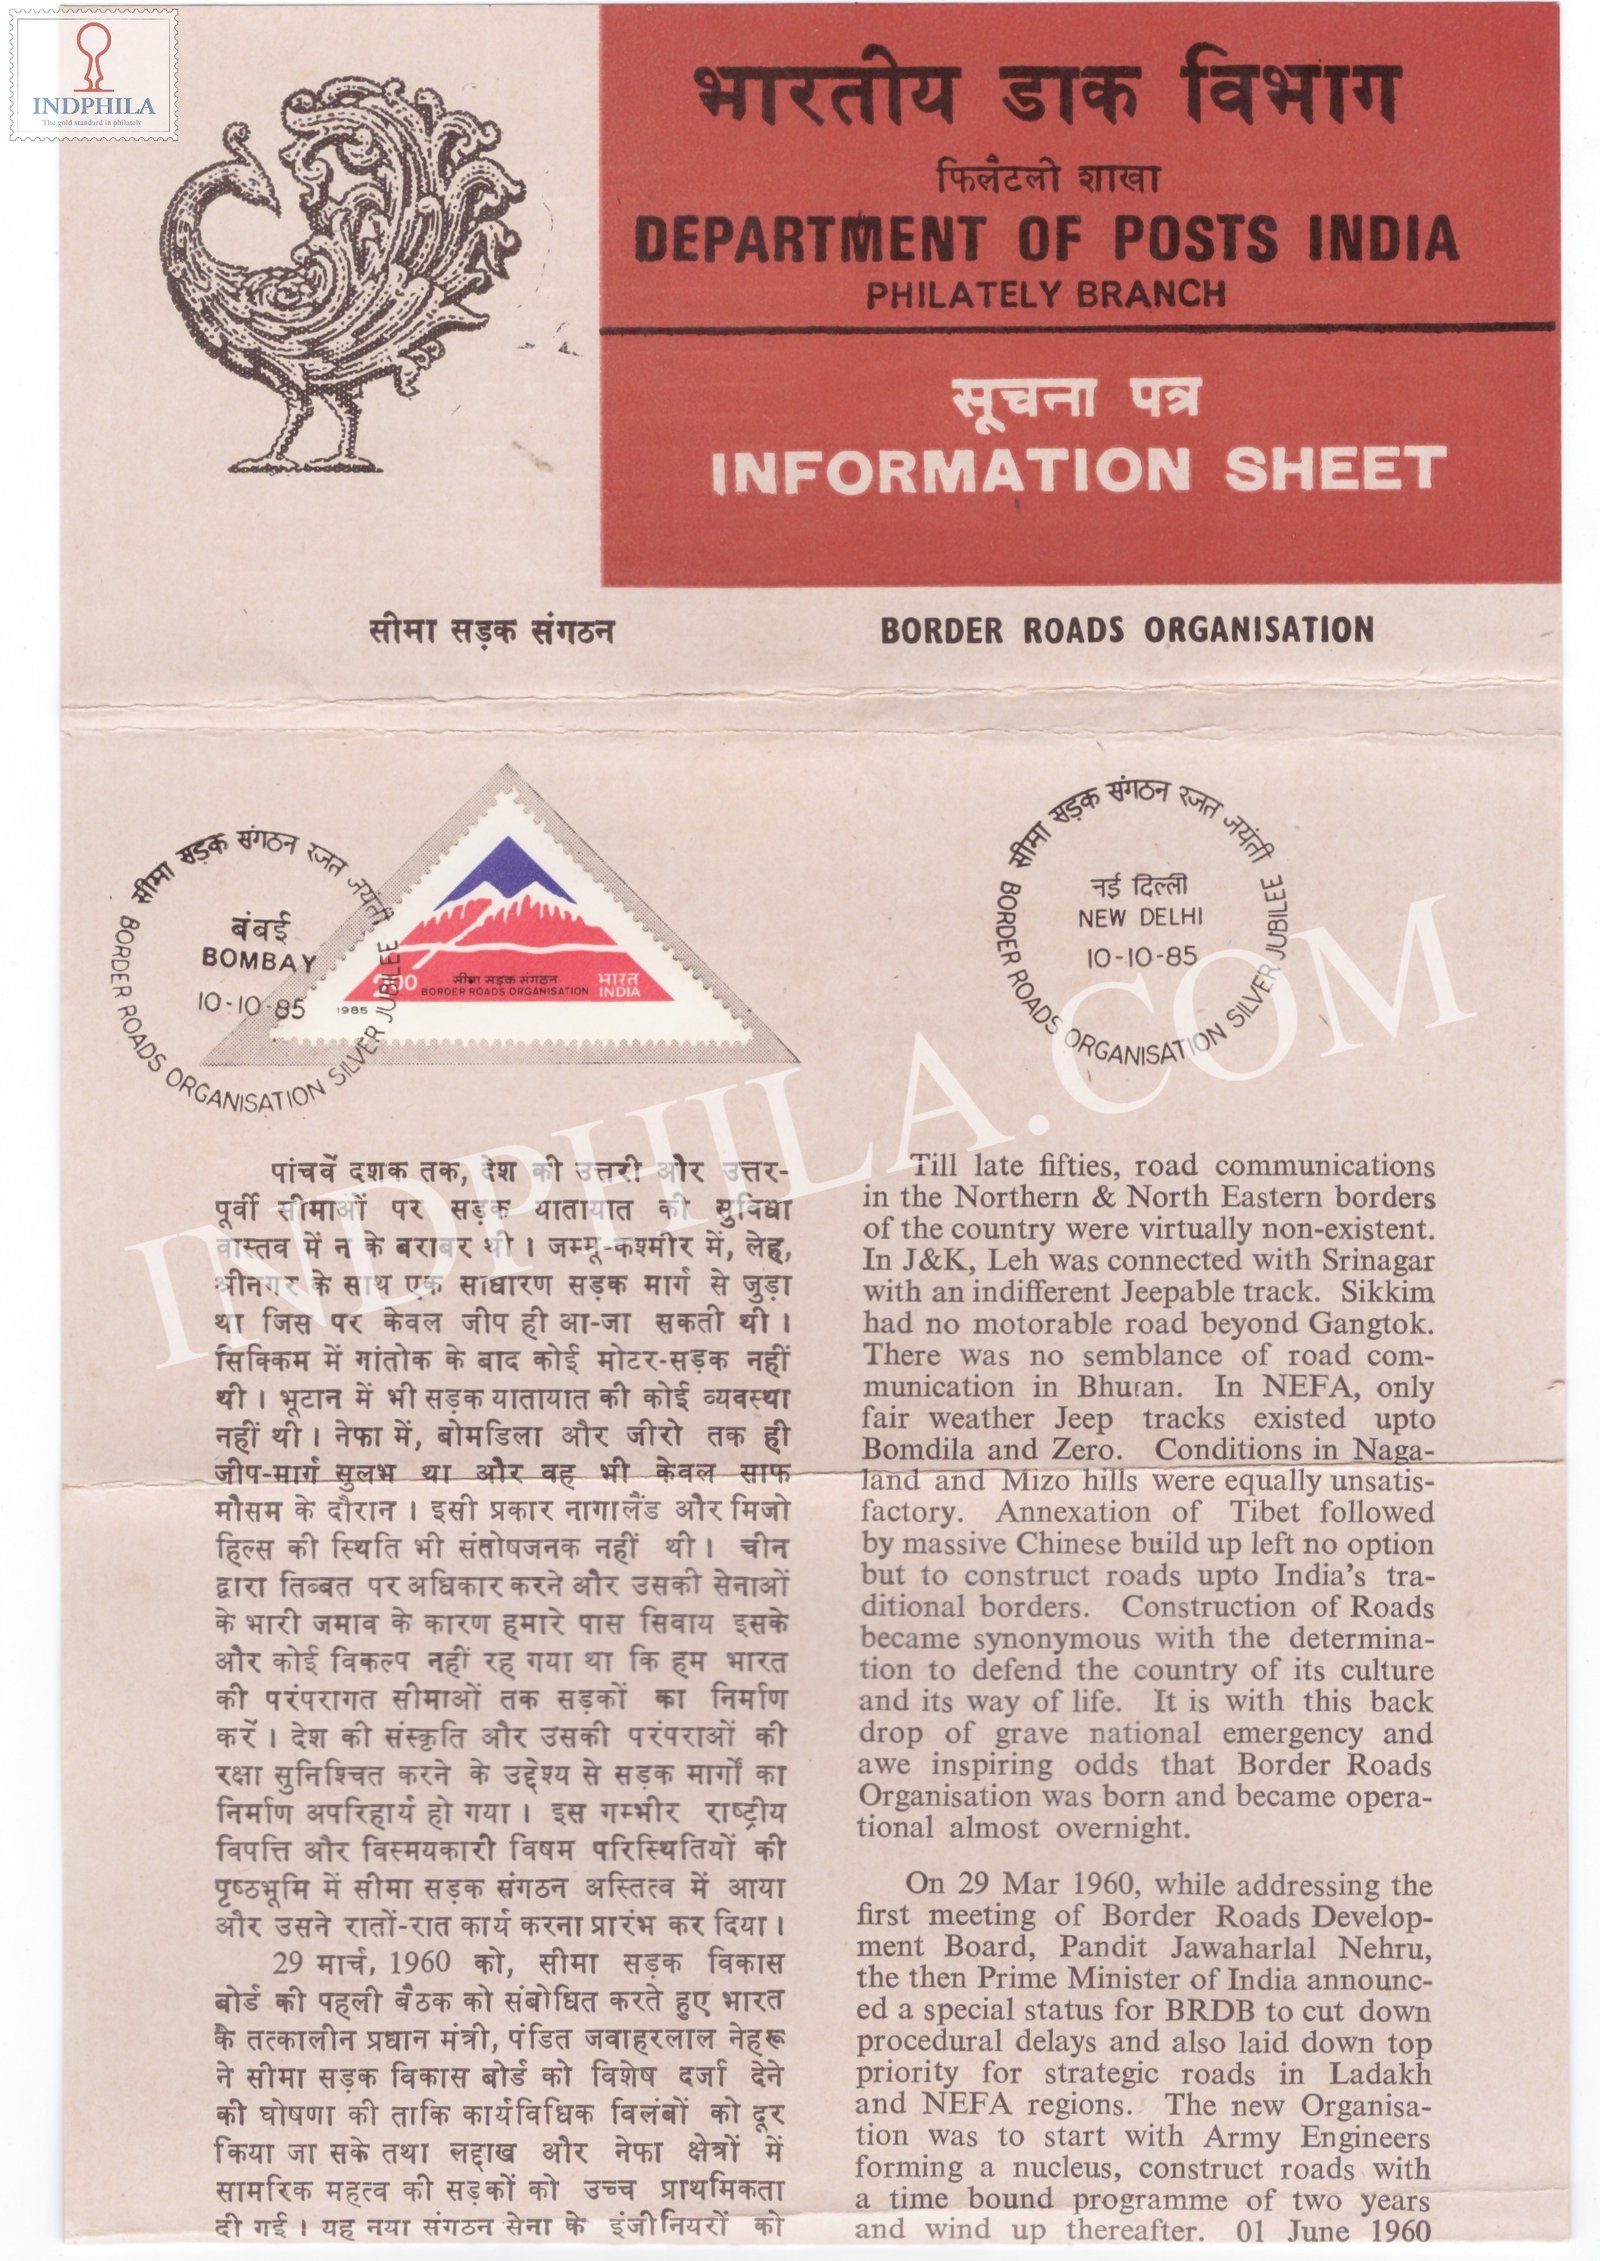 INDPHILA
The gold standard in philately
भारतीय डाक विभाग
फिलैटली शाखा
DEPARTMENT OF POSTS INDIA
PHILATELY BRANCH
सूचना पत्र
INFORMATION SHEET
सीमा सड़क संगठन
BORDER ROADS ORGANISATION
सीमा सड़क संगठन रजत जयंती
बंबई
BOMBAY
10-10-85
BORDER ROADS ORGANISATION SILVER JUBILEE
2.00
सीमा सड़क संगठन
BORDER ROADS ORGANISATION
भारत
INDIA
1985
सीमा सड़क संगठन रजत जयंती
नई दिल्ली
NEW DELHI
10-10-85
BORDER ROADS ORGANISATION SILVER JUBILEE
INDPHILA.COM
पांचवें दशक तक, देश की उत्तरी और उत्तर-
पूर्वी सीमाओं पर सड़क यातायात की सुविधा
वास्तव में न के बराबर थी । जम्मू-कश्मीर में, लेह,
श्रीनगर के साथ एक साधारण सड़क मार्ग से जुड़ा
था जिस पर केवल जीप ही आ-जा सकती थी ।
सिक्किम में गांतोक के बाद कोई मोटर-सड़क नहीं
थी । भूटान में भी सड़क यातायात की कोई व्यवस्था
नहीं थी । नेफा में, बोमडिला और जीरो तक ही
जीप-मार्ग सुलभ था और वह भी केवल साफ
मौसम के दौरान । इसी प्रकार नागालैंड और मिजो
हिल्स की स्थिति भी संतोषजनक नहीं थी । चीन
द्वारा तिब्बत पर अधिकार करने और उसकी सेनाओं
के भारी जमाव के कारण हमारे पास सिवाय इसके
और कोई विकल्प नहीं रह गया था कि हम भारत
की परंपरागत सीमाओं तक सड़कों का निर्माण
करें । देश की संस्कृति और उसकी परंपराओं की
रक्षा सुनिश्चित करने के उद्देश्य से सड़क मार्गों का
निर्माण अपरिहार्य हो गया । इस गम्भीर राष्ट्रीय
विपत्ति और विस्मयकारी विषम परिस्थितियों की
पृष्ठभूमि में सीमा सड़क संगठन अस्तित्व में आया
और उसने रातों-रात कार्य करना प्रारंभ कर दिया ।
29 मार्च, 1960 को, सीमा सड़क विकास
बोर्ड की पहली बैठक को संबोधित करते हुए भारत
के तत्कालीन प्रधान मंत्री, पंडित जवाहरलाल नेहरू
ने सीमा सड़क विकास बोर्ड को विशेष दर्जा देने
की घोषणा की ताकि कार्यविधिक विलंबों को दूर
किया जा सके तथा लद्दाख और नेफा क्षेत्रों में
सामरिक महत्व की सड़कों को उच्च प्राथमिकता
दी गई । यह नया संगठन सेना के इंजीनियरों को
Till late fifties, road communications
in the Northern & North Eastern borders
of the country were virtually non-existent.
In J&K, Leh was connected with Srinagar
with an indifferent Jeepable track. Sikkim
had no motorable road beyond Gangtok.
There was no semblance of road com-
munication in Bhutan. In NEFA, only
fair weather Jeep tracks existed upto
Bomdila and Zero. Conditions in Naga-
land and Mizo hills were equally unsatis-
factory. Annexation of Tibet followed
by massive Chinese build up left no option
but to construct roads upto India's tra-
ditional borders. Construction of Roads
became synonymous with the determina-
tion to defend the country of its culture
and its way of life. It is with this back
drop of grave national emergency and
awe inspiring odds that Border Roads
Organisation was born and became opera-
tional almost overnight.
On 29 Mar 1960, while addressing the
first meeting of Border Roads Develop-
ment Board, Pandit Jawaharlal Nehru,
the then Prime Minister of India announc-
ed a special status for BRDB to cut down
procedural delays and also laid down top
priority for strategic roads in Ladakh
and NEFA regions. The new Organisa-
tion was to start with Army Engineers
forming a nucleus, construct roads with
a time bound programme of two years
and wind up thereafter. 01 June 1960